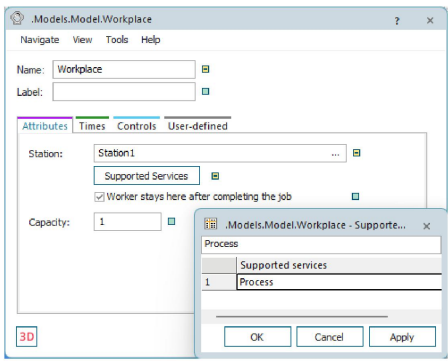 .Models.Model.Workplace ? ×
Navigate View Tools Help
Name: Workplace
Label:
Attributes Times Controls User-defined
Station: Station1 ...
Supported Services
Worker stays here after completing the job
Capacity: 1
.Models.Model.Workplace - Supporte... ×
Process
Supported services
1 Process
3D
OK Cancel Apply